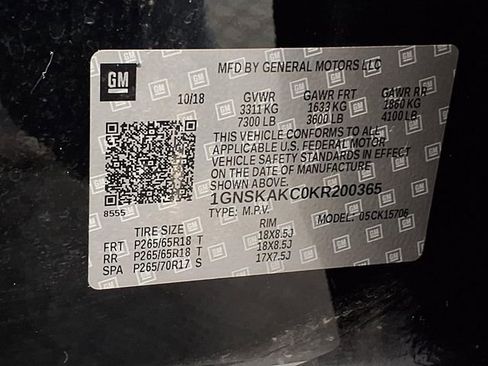 GM
MFD BY GENERAL MOTORS LLC
10/18 GVWR GAWR FRT GAWR RR
3311 KG 1633 KG 1860 KG
7300 LB 3600 LB 4100 LB
THIS VEHICLE CONFORMS TO ALL
APPLICABLE U.S. FEDERAL MOTOR
VEHICLE SAFETY STANDARDS IN EFFECT
ON THE DATE OF MANUFACTURE
SHOWN ABOVE.
1GNSKAKC0KR200365
8555 TYPE: M.P.V. MODEL: 05CK15706
TIRE SIZE RIM
FRT P265/65R18 T 18X8.5J
RR P265/65R18 T 18X8.5J
SPA P265/70R17 S 17X7.5J